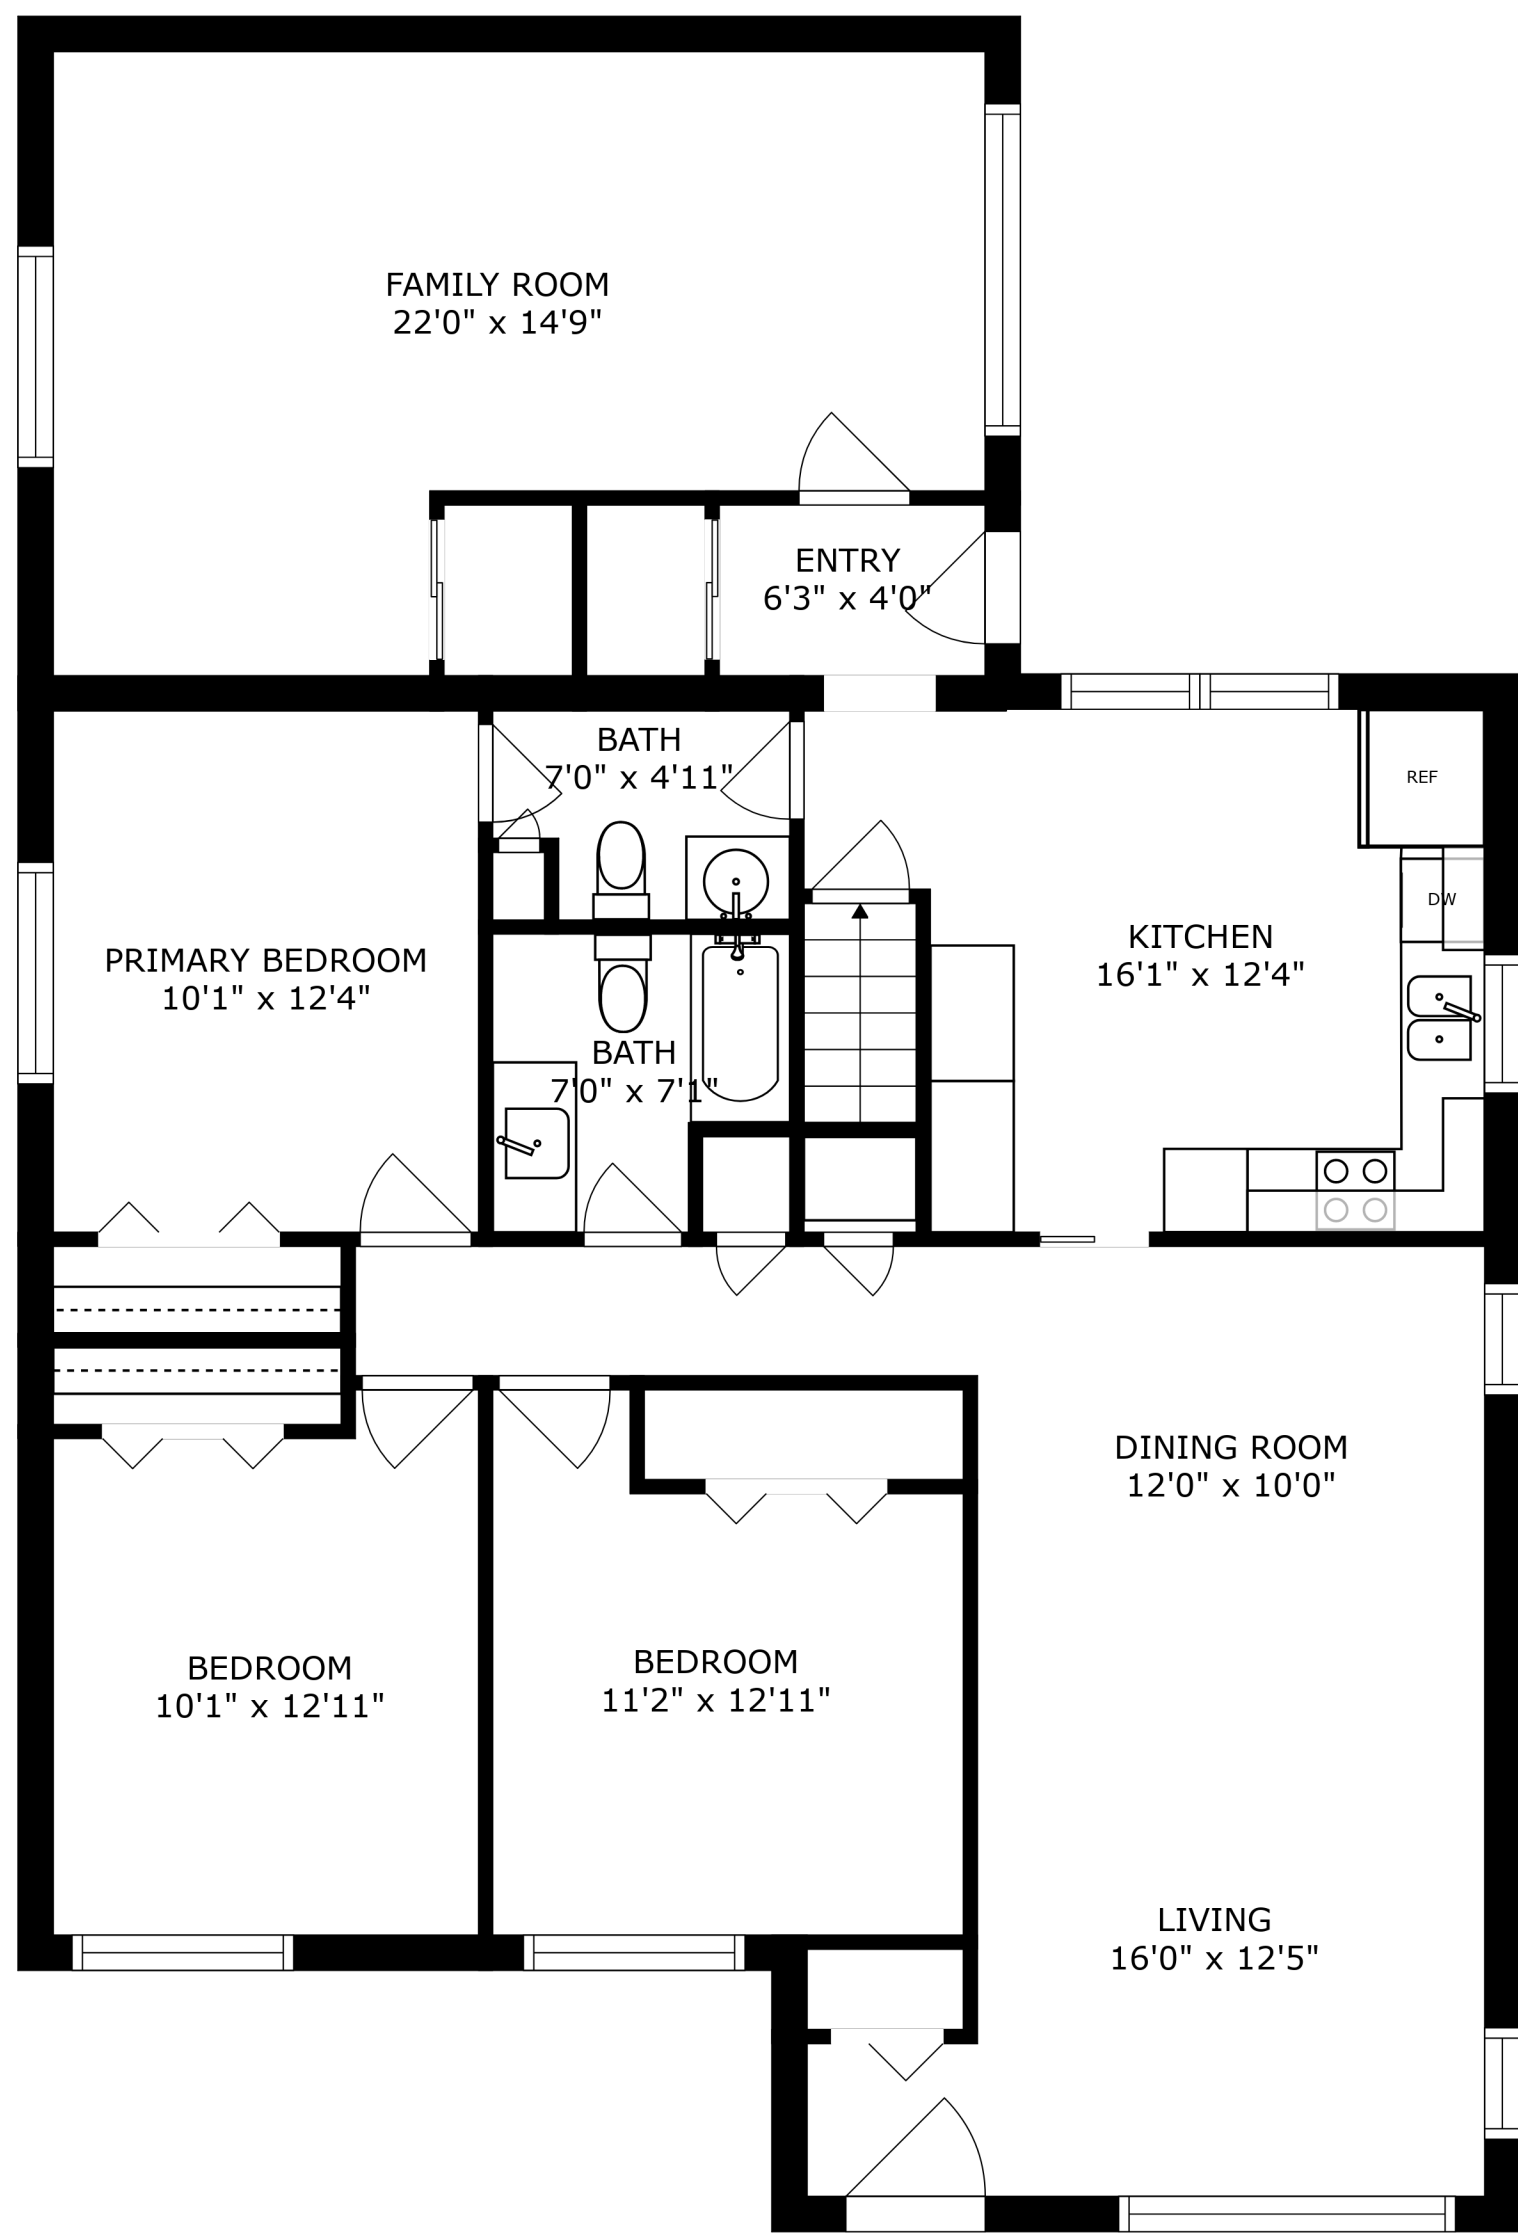 FAMILY ROOM
22'0" x 14'9"
ENTRY
6'3" x 4'0"
BATH
7'0" x 4'11"
REF
DW
KITCHEN
16'1" x 12'4"
PRIMARY BEDROOM
10'1" x 12'4"
BATH
7'0" x 7'1"
DINING ROOM
12'0" x 10'0"
BEDROOM
10'1" x 12'11"
BEDROOM
11'2" x 12'11"
LIVING
16'0" x 12'5"